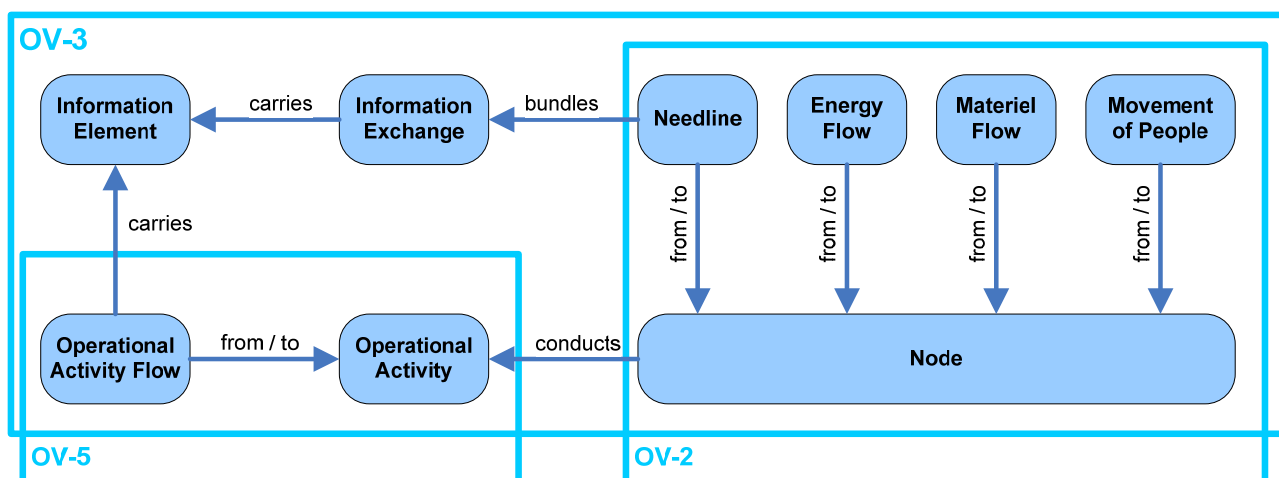 OV-3
Information
Element
carries
Information
Exchange
bundles
Needline
Energy
Flow
Materiel
Flow
Movement
of People
carries
from / to
from / to
from / to
from / to
Operational
Activity Flow
from / to
Operational
Activity
conducts
Node
OV-5
OV-2